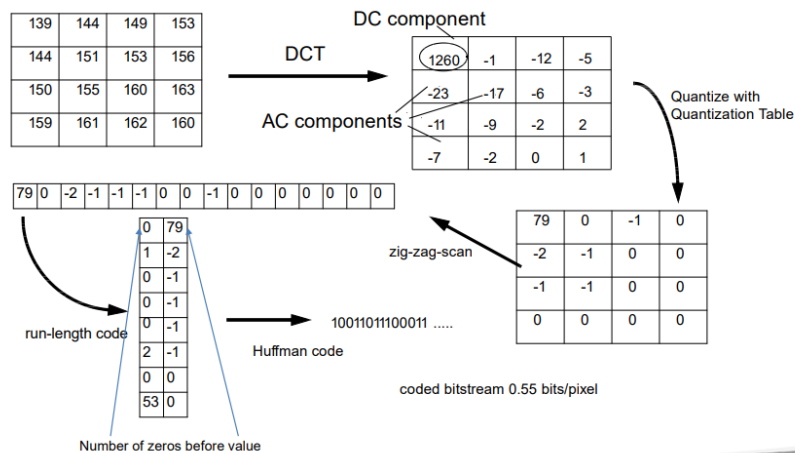 DC component
139 144 149 153
144 151 153 156
150 155 160 163
159 161 162 160
DCT
1260 -1 -12 -5
-23 -17 -6 -3
-11 -9 -2 2
-7 -2 0 1
AC components
Quantize with
Quantization Table
79 0 -2 -1 -1 -1 0 0 -1 0 0 0 0 0 0 0
79 0 -1 0
-2 -1 0 0
-1 -1 0 0
0 0 0 0
zig-zag-scan
0 79
1 -2
0 -1
0 -1
0 -1
2 -1
0 0
53 0
run-length code
Huffman code
10011011100011 .....
coded bitstream 0.55 bits/pixel
Number of zeros before value